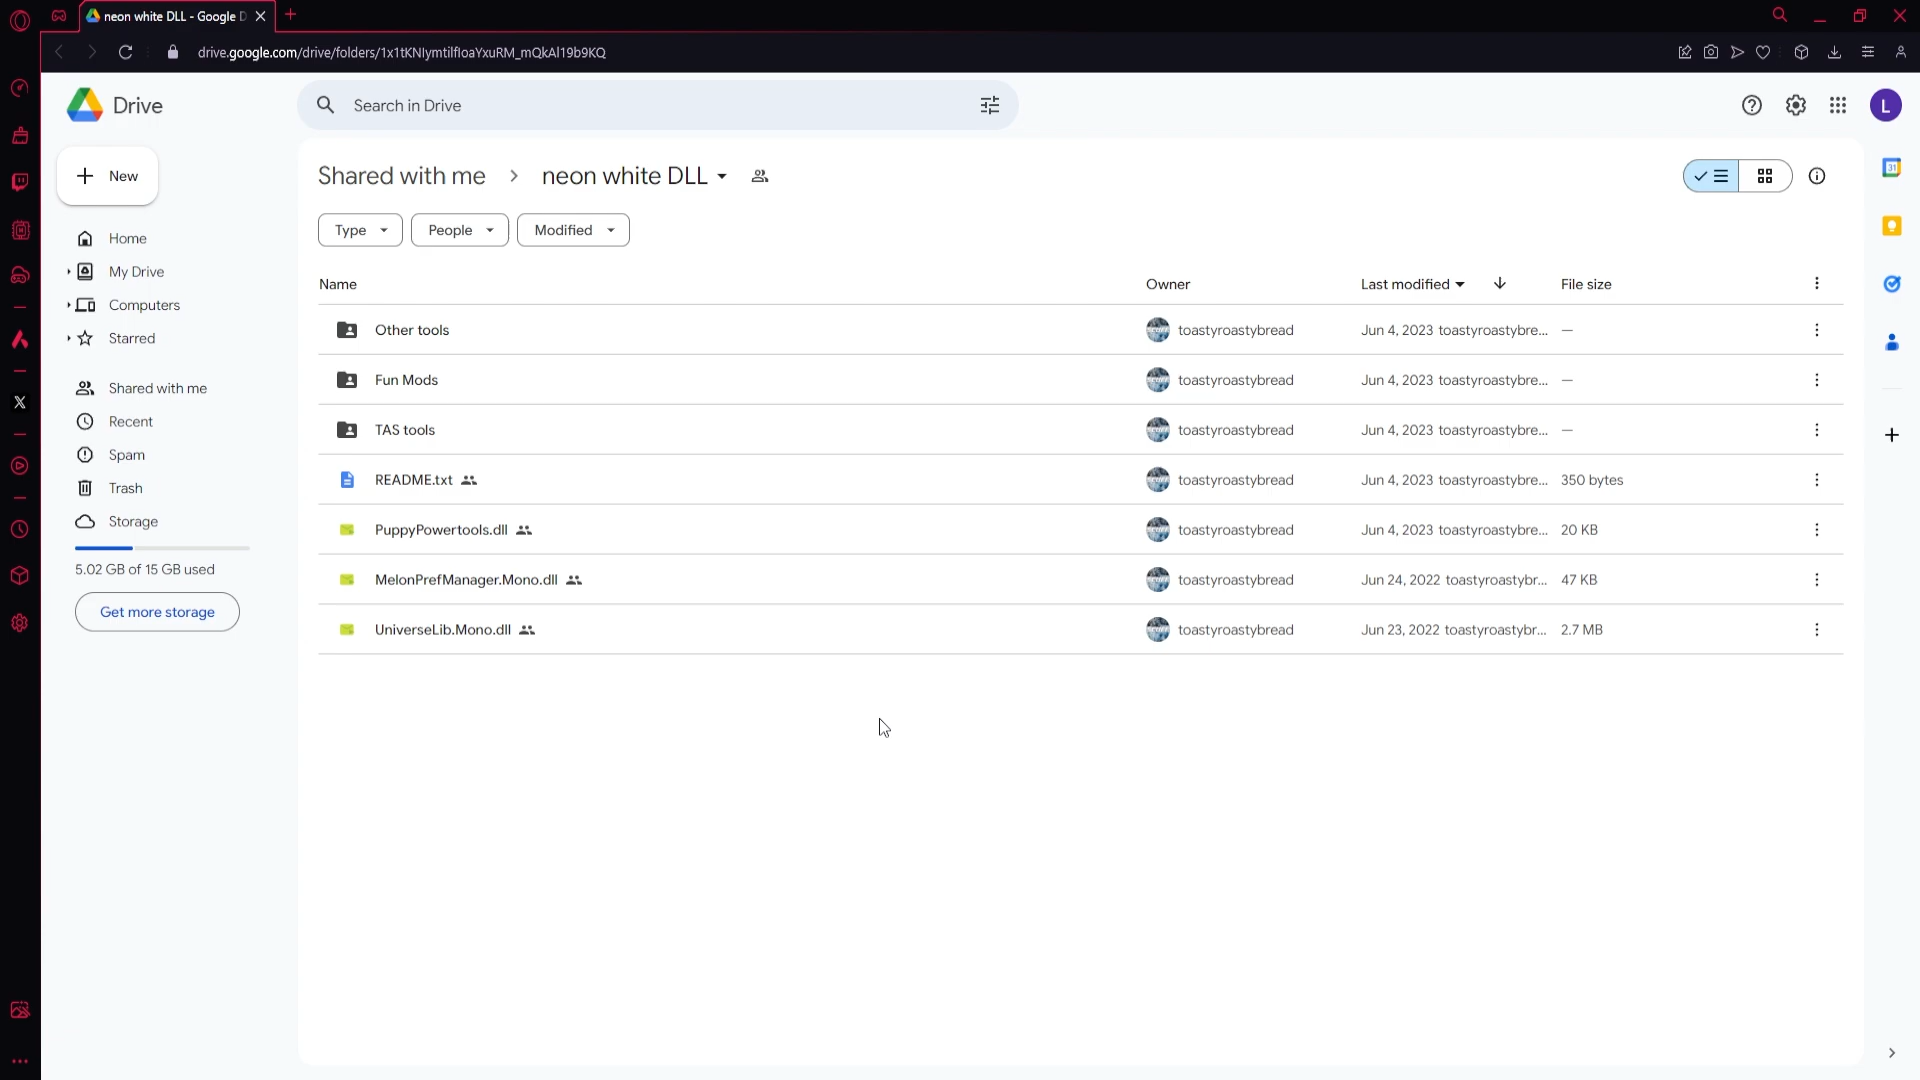 neon white DLL - Google D
drive.google.com/drive/folders/1x1tKNIymtilfIoaYxuRM_mQkAl19b9KQ
Drive
Search in Drive
L
New
Shared with me > neon white DLL
31
Type
People
Modified
Home
My Drive
Computers
Starred
Shared with me
Recent
Spam
Trash
Storage
5.02 GB of 15 GB used
Get more storage
Name Owner Last modified File size
Other tools toastyroastybread Jun 4, 2023 toastyroastybre... —
Fun Mods toastyroastybread Jun 4, 2023 toastyroastybre... —
TAS tools toastyroastybread Jun 4, 2023 toastyroastybre... —
README.txt toastyroastybread Jun 4, 2023 toastyroastybre... 350 bytes
PuppyPowertools.dll toastyroastybread Jun 4, 2023 toastyroastybre... 20 KB
MelonPrefManager.Mono.dll toastyroastybread Jun 24, 2022 toastyroastybr... 47 KB
UniverseLib.Mono.dll toastyroastybread Jun 23, 2022 toastyroastybr... 2.7 MB